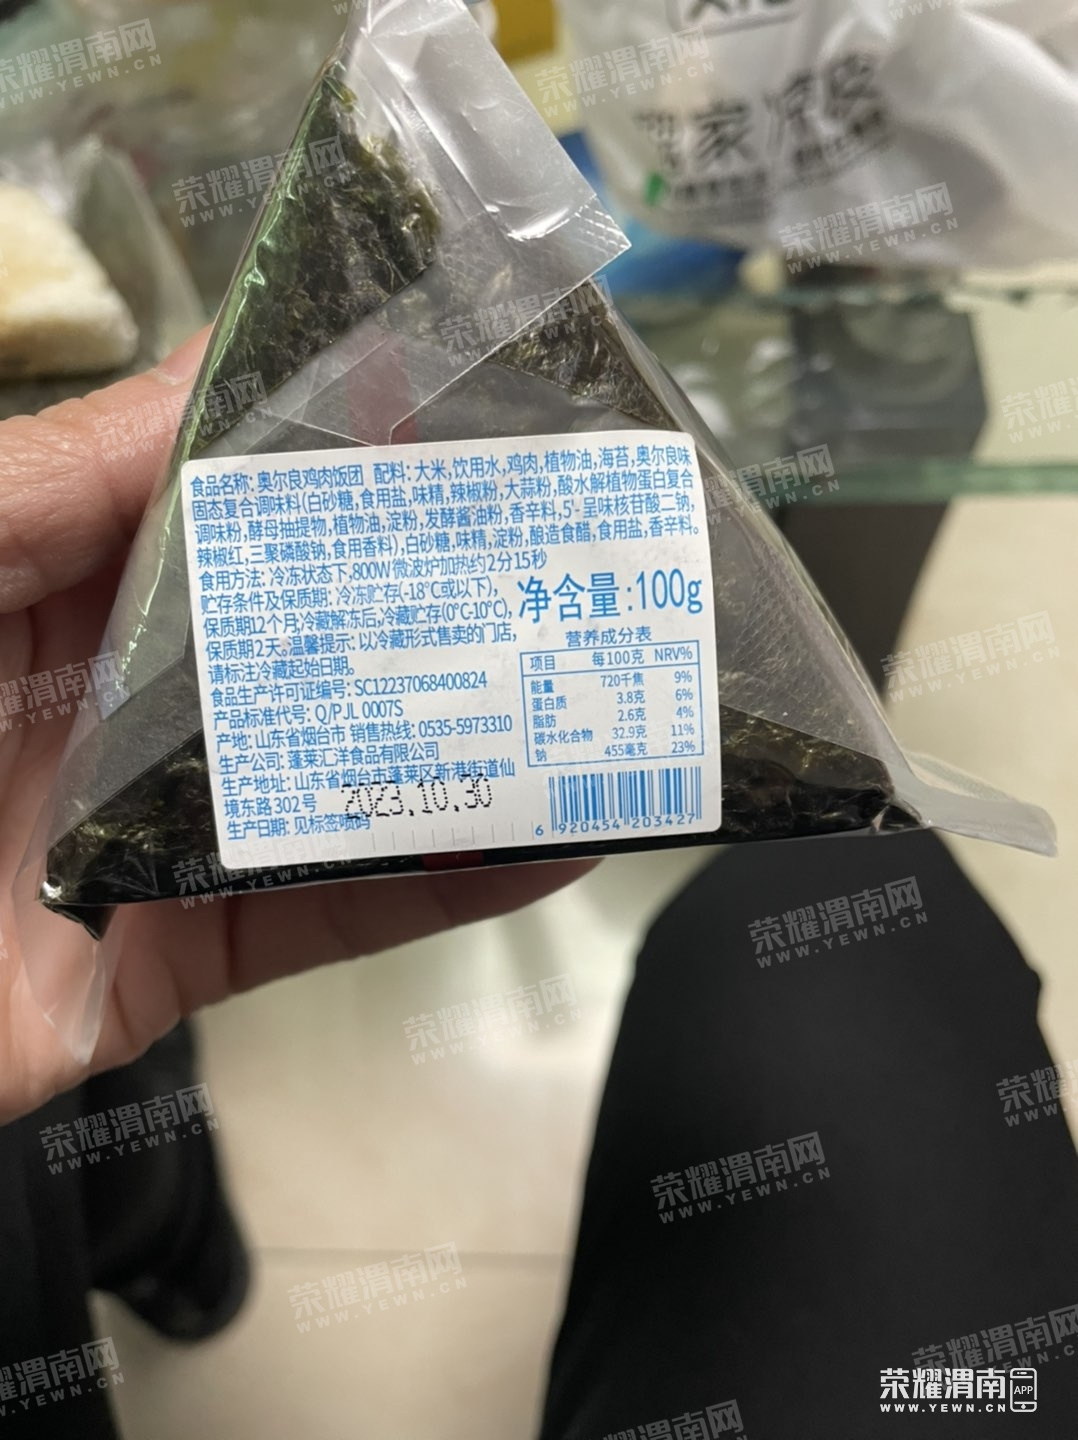 家凉皮
食品名称: 奥尔良鸡肉饭团 配料: 大米,饮用水,鸡肉,植物油,海苔,奥尔良味
固态复合调味料(白砂糖,食用盐,味精,辣椒粉,大蒜粉,酸水解植物蛋白复合
调味粉,酵母抽提物,植物油,淀粉,发酵酱油粉,香辛料,5'-呈味核苷酸二钠,
辣椒红,三聚磷酸钠,食用香料),白砂糖,味精,淀粉,酿造食醋,食用盐,香辛料。
食用方法: 冷冻状态下,800W微波炉加热约2分15秒
贮存条件及保质期: 冷冻贮存(-18°C或以下),
保质期12个月;冷藏解冻后,冷藏贮存(0°C-10°C),
保质期2天。温馨提示: 以冷藏形式售卖的门店,
请标注冷藏起始日期。
食品生产许可证编号: SC12237068400824
产品标准代号: Q/PJL 0007S
产地: 山东省烟台市 销售热线: 0535-5973310
生产公司: 蓬莱汇洋食品有限公司
生产地址: 山东省烟台市蓬莱区新港街道仙
境东路302号
2023.10.30
生产日期: 见标签喷码
净含量:100g
营养成分表
项目 每100克 NRV%
能量 720千焦 9%
蛋白质 3.8克 6%
脂肪 2.6克 4%
碳水化合物 32.9克 11%
钠 455毫克 23%
6 920454 203427
荣耀渭南网
WWW.YEWN.CN
荣耀渭南 APP
WWW.YEWN.CN